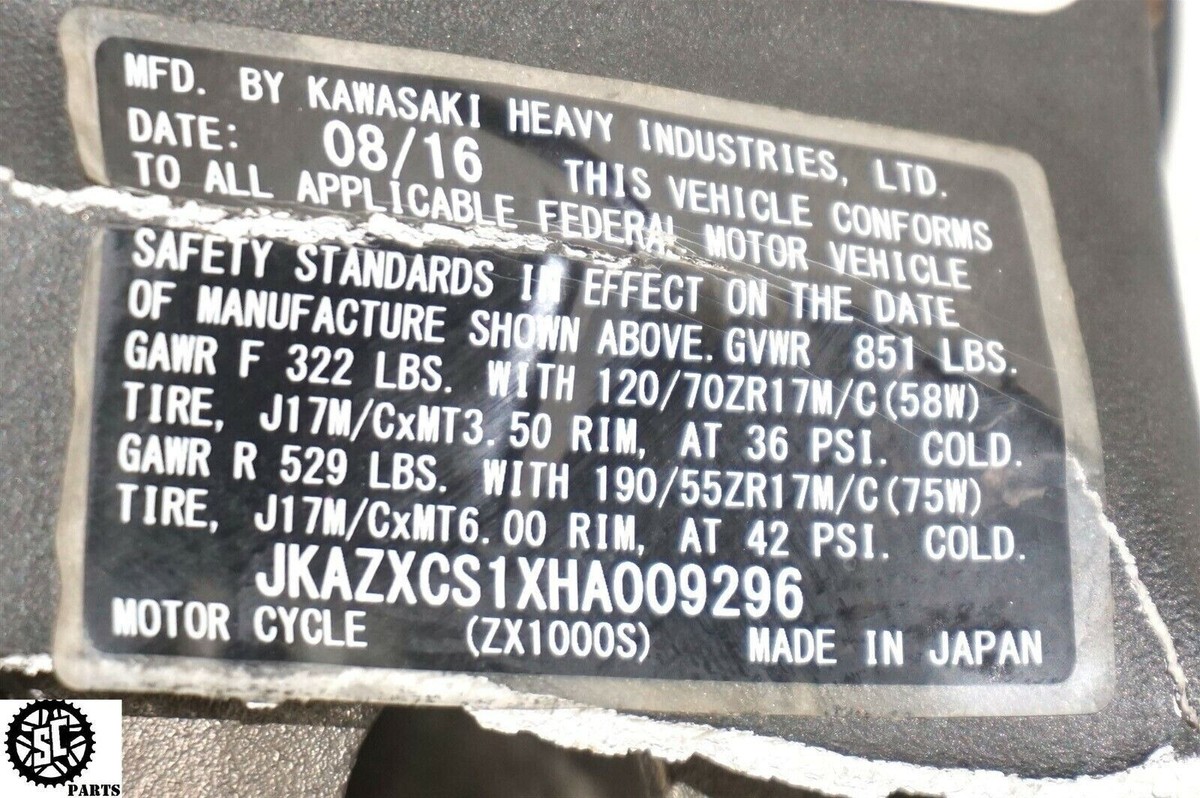 MFD. BY KAWASAKI HEAVY INDUSTRIES, LTD.
DATE: 08/16 THIS VEHICLE CONFORMS
TO ALL APPLICABLE FEDERAL MOTOR VEHICLE
SAFETY STANDARDS IN EFFECT ON THE DATE
OF MANUFACTURE SHOWN ABOVE. GVWR 851 LBS.
GAWR F 322 LBS. WITH 120/70ZR17M/C(58W)
TIRE, J17M/CxMT3.50 RIM, AT 36 PSI. COLD.
GAWR R 529 LBS. WITH 190/55ZR17M/C(75W)
TIRE, J17M/CxMT6.00 RIM, AT 42 PSI. COLD.
JKAZXCS1XHA009296
MOTOR CYCLE (ZX1000S) MADE IN JAPAN
SC
PARTS